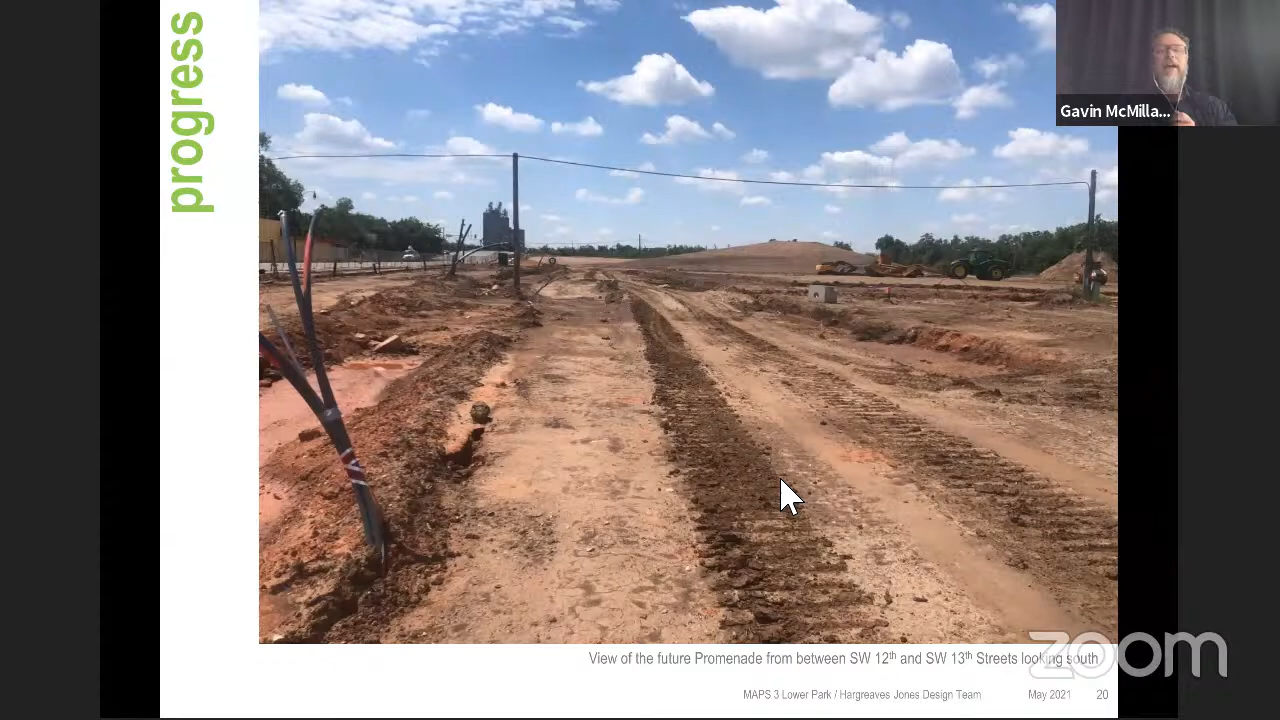 progress
Gavin McMilla...
View of the future Promenade from between SW 12th and SW 13th Streets looking south
MAPS 3 Lower Park / Hargreaves Jones Design Team May 2021 20
zoom